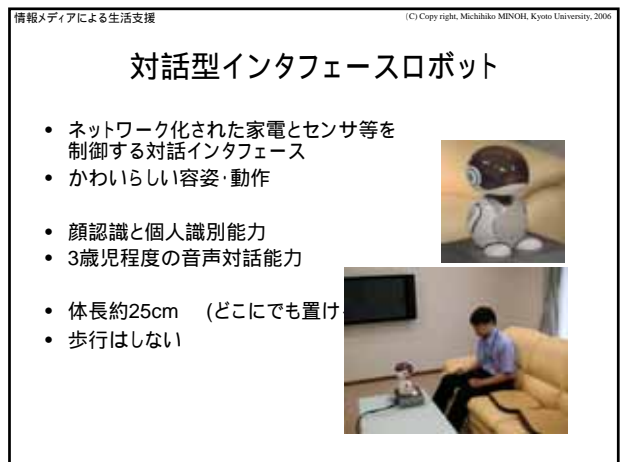 情報メディアによる生活支援
(C) Copy right, Michihiko MINOH, Kyoto University, 2006
対話型インタフェースロボット
• ネットワーク化された家電とセンサ等を
制御する対話インタフェース
• かわいらしい容姿・動作
• 顔認識と個人識別能力
• 3歳児程度の音声対話能力
• 体長約25cm (どこにでも置け
• 歩行はしない